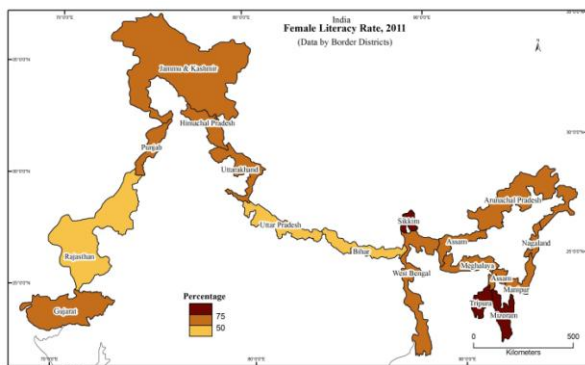 India
Female Literacy Rate, 2011
(Data by Border Districts)
N
Jammu & Kashmir
Himachal Pradesh
Punjab
Uttarakhand
Arunachal Pradesh
Sikkim
Uttar Pradesh
Assam
Nagaland
Rajasthan
Bihar
Meghalaya
West Bengal
Assam
Manipur
Gujarat
Tripura
Mizoram
Percentage
75
50
0 500
Kilometers